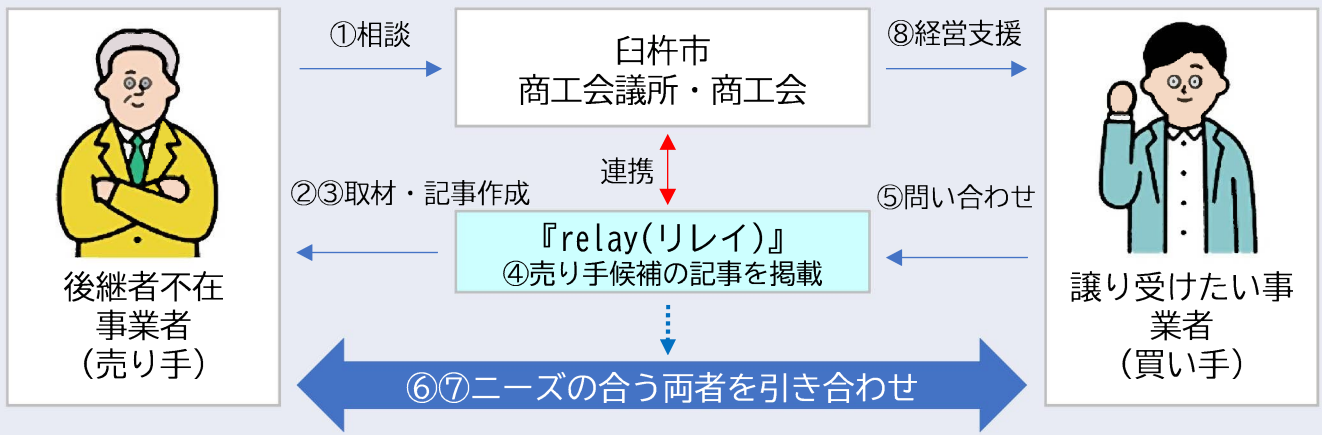 ①相談
臼杵市
商工会議所・商工会
⑧経営支援
連携
②③取材・記事作成
⑤問い合わせ
『relay(リレイ)』
④売り手候補の記事を掲載
後継者不在
事業者
（売り手）
譲り受けたい事
業者
（買い手）
⑥⑦ニーズの合う両者を引き合わせ